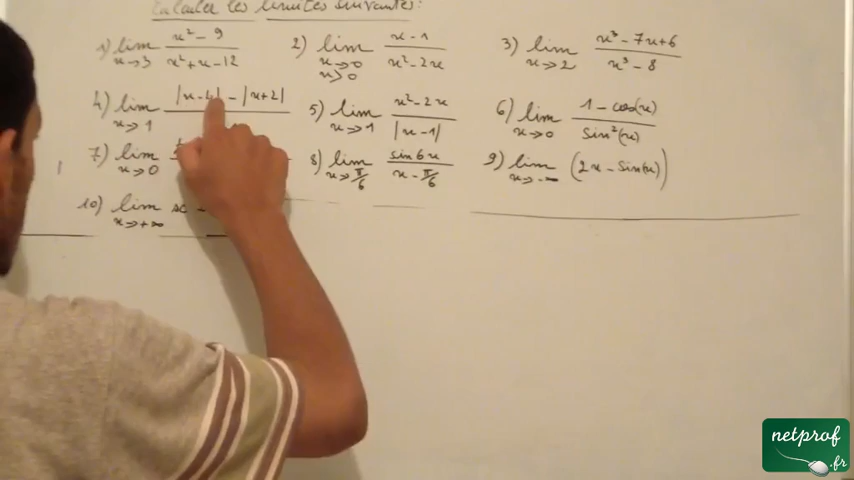 Calculer les limites suivantes:
1) lim x→3 (x² - 9)/(x² + x - 12) 2) lim x→0 x>0 (x - 1)/(x² - 2x) 3) lim x→2 (x³ - 7x + 6)/(x³ - 8)
4) lim x→1 |x - 4| - |x + 2| 5) lim x→1 (x² - 2x)/|x - 1| 6) lim x→0 (1 - cos(x))/(sin²(x))
7) lim x→0 8) lim x→π/6 (sin 6x)/(x - π/6) 9) lim x→-∞ (2x - sin(x))
10) lim x→+∞ x -
netprof
.fr